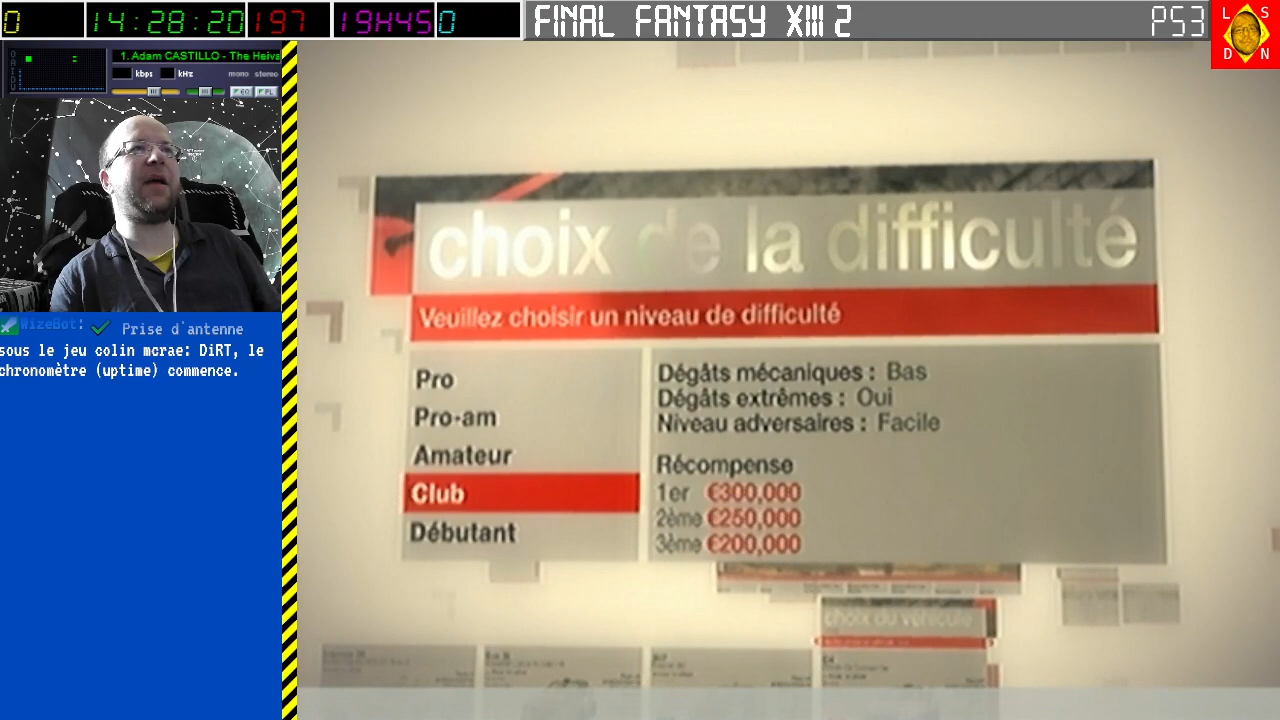 0 14:28:20 197 19H45 0 FINAL FANTASY XIII 2 PS3
L S
D N
1. Adam CASTILLO - The Heiva
kbps kHz mono stereo
EQ PL
WizeBot: Prise d'antenne
sous le jeu colin mcrae: DiRT, le
chronomètre (uptime) commence.
choix de la difficulté
Veuillez choisir un niveau de difficulté
Pro
Pro-am
Amateur
Club
Débutant
Dégâts mécaniques : Bas
Dégâts extrêmes : Oui
Niveau adversaires : Facile
Récompense
1er €300,000
2ème €250,000
3ème €200,000
choix du véhicule